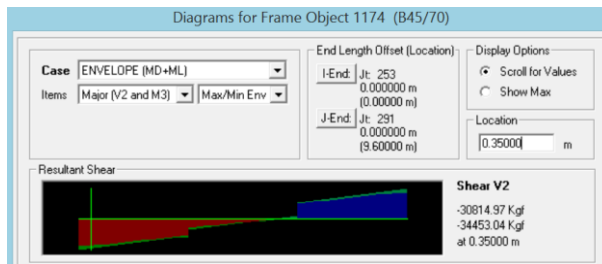 Diagrams for Frame Object 1174 (B45/70)
Case ENVELOPE (MD+ML)
Items Major (V2 and M3) Max/Min Env
End Length Offset (Location)
I-End: Jt: 253
0.000000 m
(0.00000 m)
J-End: Jt: 291
0.000000 m
(9.60000 m)
Display Options
Scroll for Values
Show Max
Location
0.35000 m
Resultant Shear
Shear V2
-30814.97 Kgf
-34453.04 Kgf
at 0.35000 m